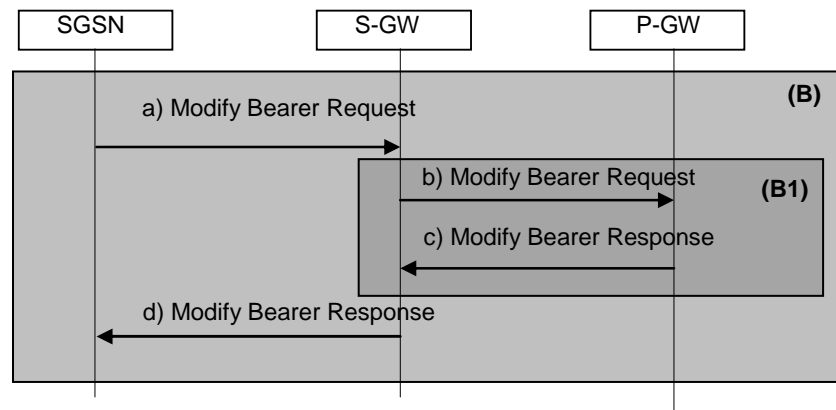 SGSN
S-GW
P-GW
(B)
a) Modify Bearer Request
b) Modify Bearer Request
(B1)
c) Modify Bearer Response
d) Modify Bearer Response